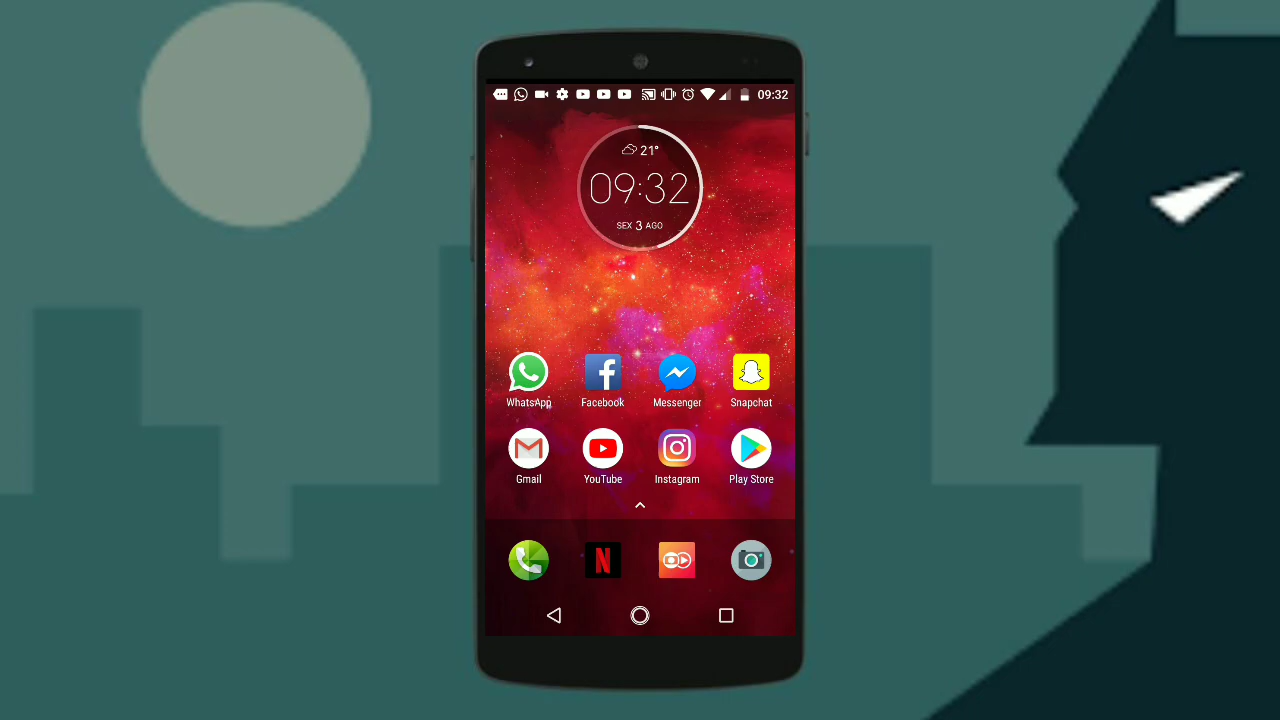 09:32
21°
09:32
SEX 3 AGO
WhatsApp Facebook Messenger Snapchat
Gmail YouTube Instagram Play Store
N